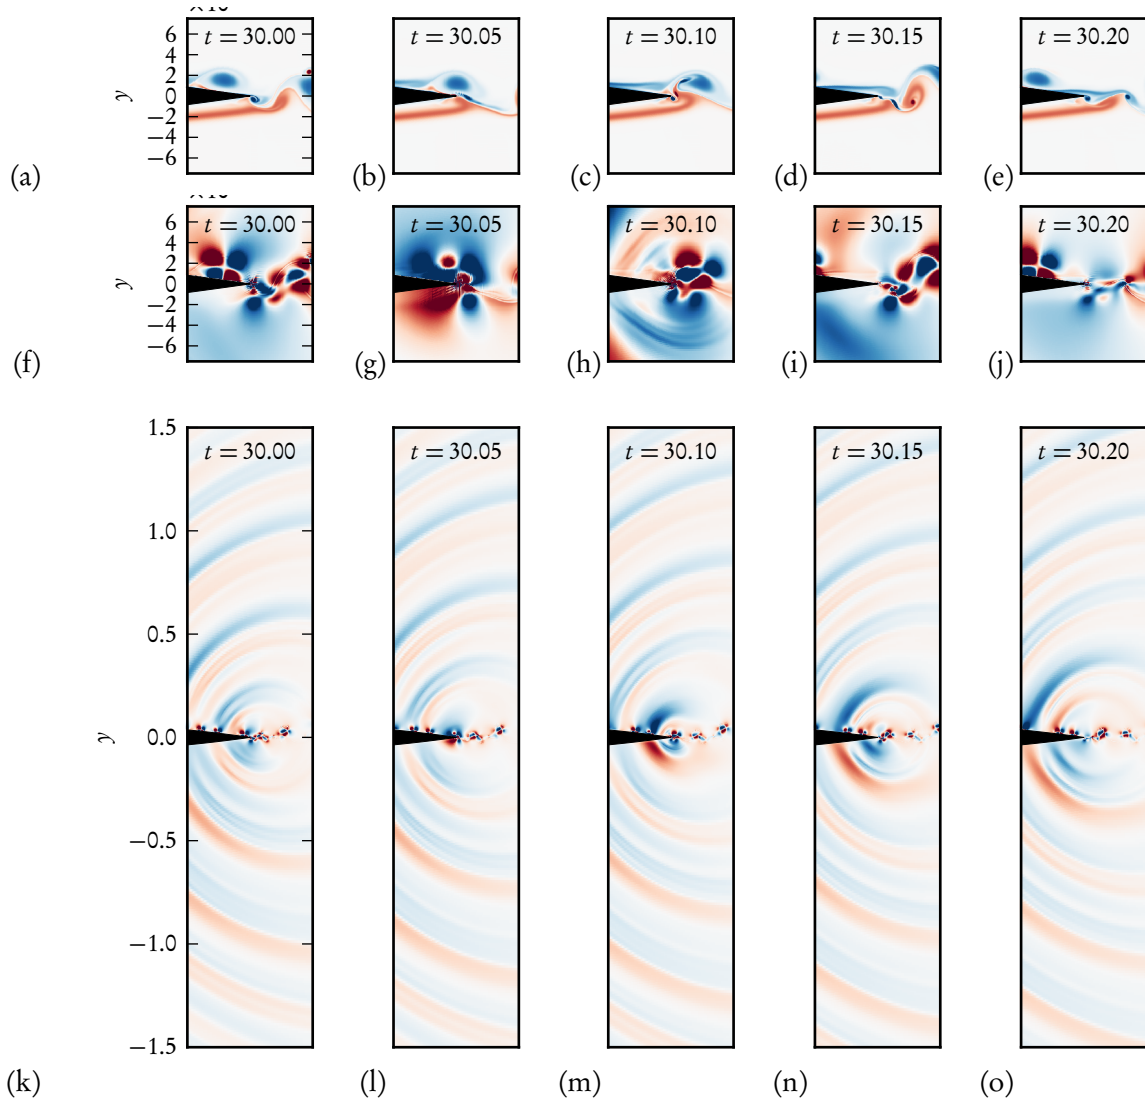 t = 30.00 t = 30.05 t = 30.10 t = 30.15 t = 30.20
6
4
2
0
−2
−4
−6
y
(a) (b) (c) (d) (e)
t = 30.00 t = 30.05 t = 30.10 t = 30.15 t = 30.20
6
4
2
0
−2
−4
−6
y
(f) (g) (h) (i) (j)
t = 30.00 t = 30.05 t = 30.10 t = 30.15 t = 30.20
1.5
1.0
0.5
0.0
−0.5
−1.0
−1.5
y
(k) (l) (m) (n) (o)